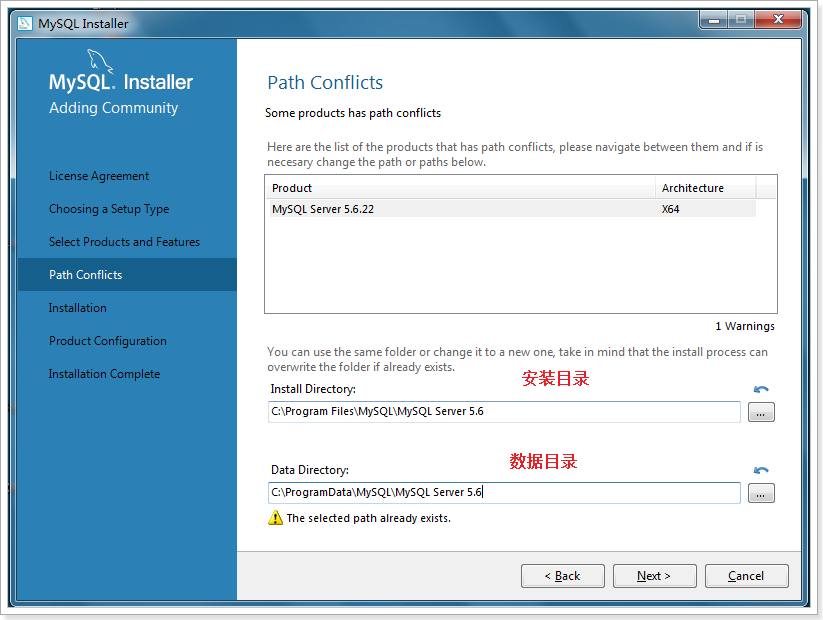 MySQL Installer
MySQL. Installer
Adding Community
License Agreement
Choosing a Setup Type
Select Products and Features
Path Conflicts
Installation
Product Configuration
Installation Complete
Path Conflicts
Some products has path conflicts
Here are the list of the products that has path conflicts, please navigate between them and if is
necesary change the path or paths below.
Product Architecture
MySQL Server 5.6.22 X64
1 Warnings
You can use the same folder or change it to a new one, take in mind that the install process can
overwrite the folder if already exists.
安装目录
Install Directory:
C:\Program Files\MySQL\MySQL Server 5.6
...
数据目录
Data Directory:
C:\ProgramData\MySQL\MySQL Server 5.6
...
The selected path already exists.
< Back Next > Cancel